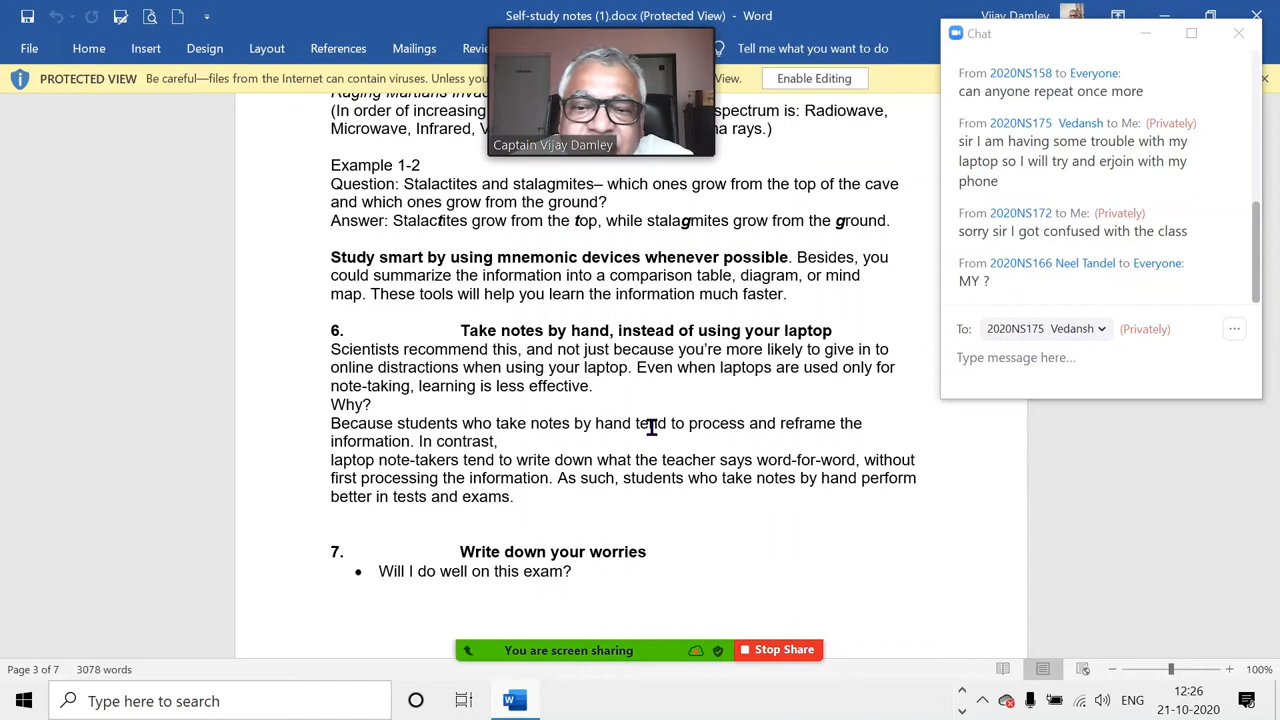 Self-study notes (1).docx (Protected View) - Word
File Home Insert Design Layout References Mailings Tell me what you want to do
PROTECTED VIEW Be careful—files from the Internet can contain viruses. Unless you View. Enable Editing
(In order of increasing spectrum is: Radiowave,
Microwave, Infrared, rays.)
Example 1-2
Question: Stalactites and stalagmites– which ones grow from the top of the cave
and which ones grow from the ground?
Answer: Stalactites grow from the top, while stalagmites grow from the ground.
Study smart by using mnemonic devices whenever possible. Besides, you
could summarize the information into a comparison table, diagram, or mind
map. These tools will help you learn the information much faster.
6. Take notes by hand, instead of using your laptop
Scientists recommend this, and not just because you’re more likely to give in to
online distractions when using your laptop. Even when laptops are used only for
note-taking, learning is less effective.
Why?
Because students who take notes by hand tend to process and reframe the
information. In contrast,
laptop note-takers tend to write down what the teacher says word-for-word, without
first processing the information. As such, students who take notes by hand perform
better in tests and exams.
7. Write down your worries
• Will I do well on this exam?
Captain Vijay Damley
Chat
From 2020NS158 to Everyone:
can anyone repeat once more
From 2020NS175 Vedansh to Me: (Privately)
sir I am having some trouble with my
laptop so I will try and erjoin with my
phone
From 2020NS172 to Me: (Privately)
sorry sir I got confused with the class
From 2020NS166 Neel Tandel to Everyone:
MY ?
To: 2020NS175 Vedansh (Privately)
Type message here...
You are screen sharing Stop Share
Page 3 of 7 3078 words 100%
Type here to search
ENG
12:26
21-10-2020